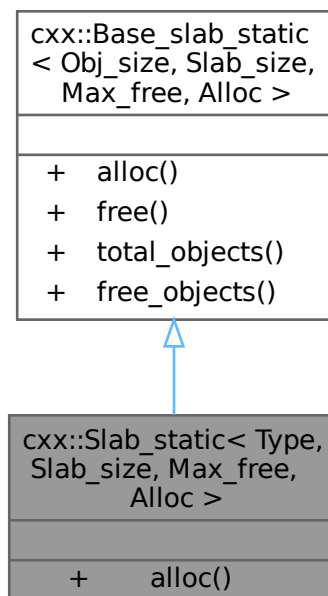 cxx::Base_slab_static
< Obj_size, Slab_size,
Max_free, Alloc >
+ alloc()
+ free()
+ total_objects()
+ free_objects()
cxx::Slab_static< Type,
Slab_size, Max_free,
Alloc >
+ alloc()